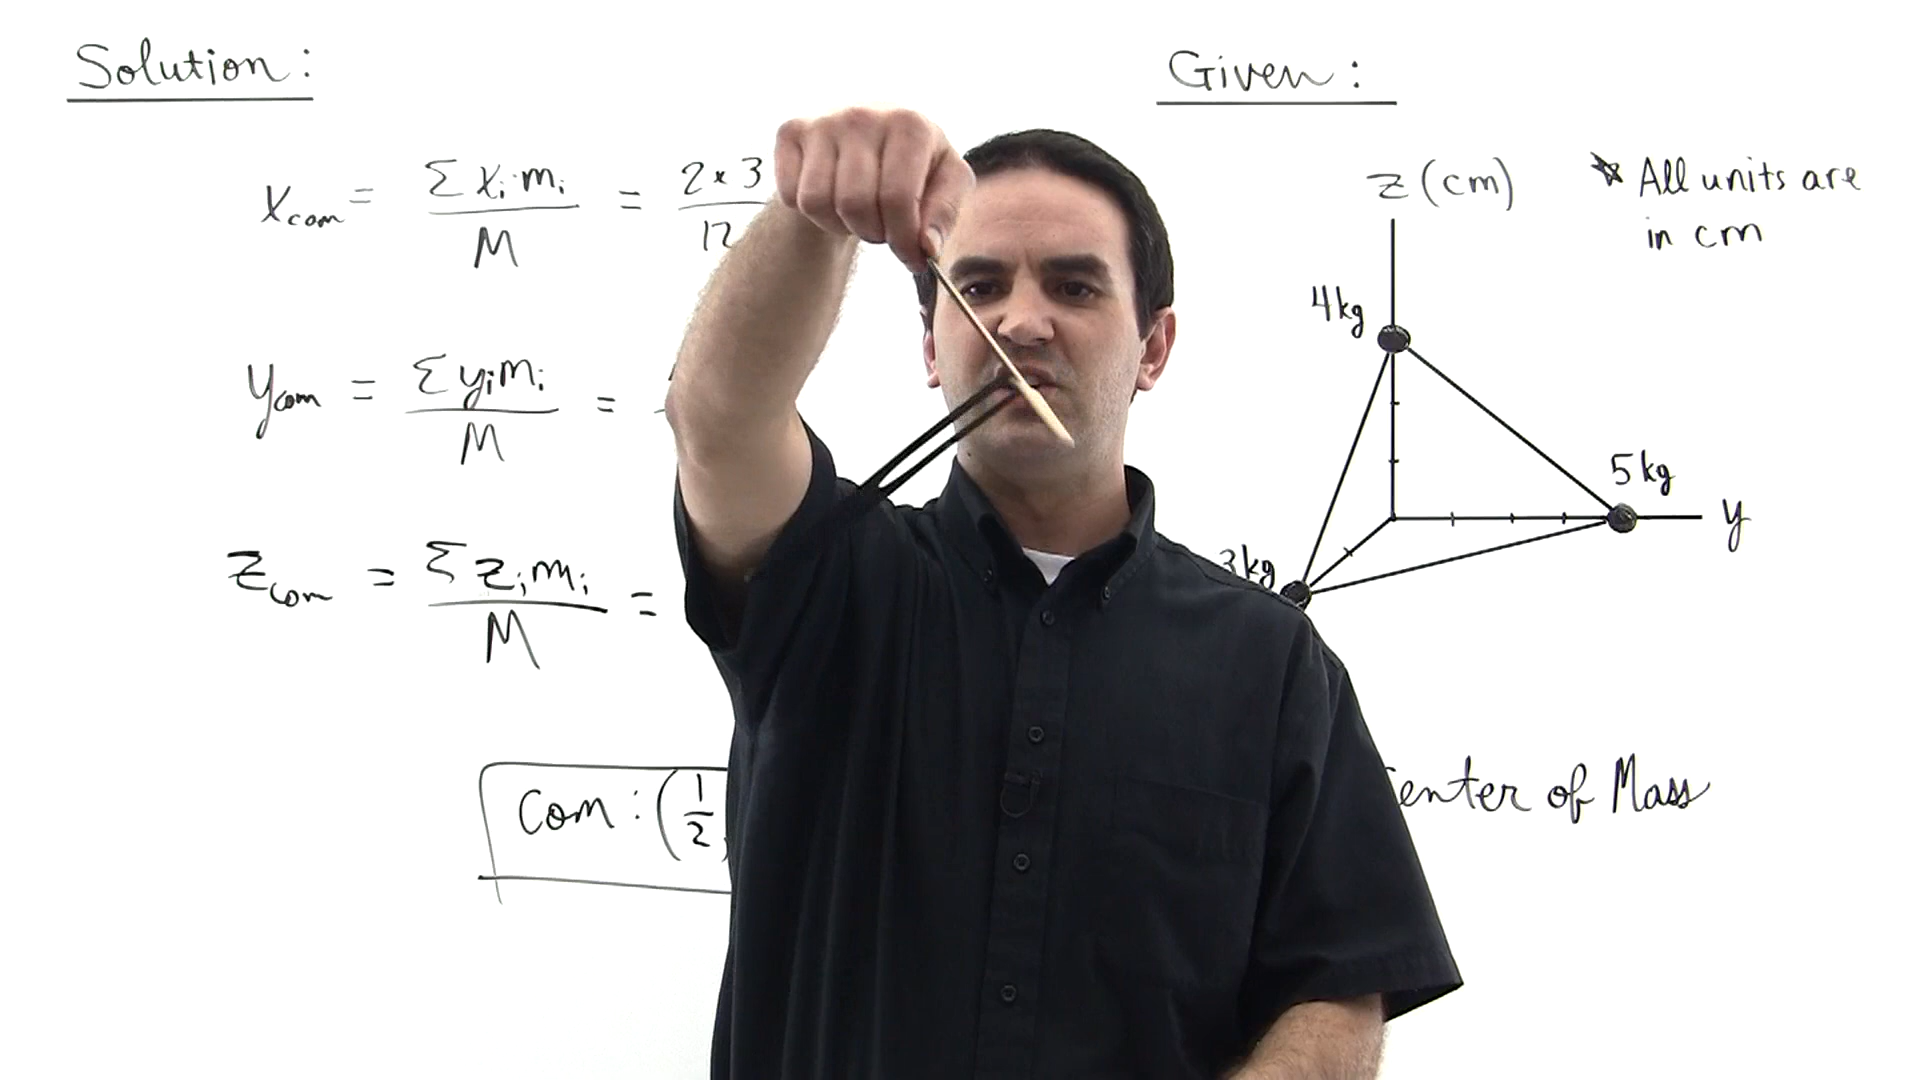 Solution:
Xcom = Σ xi·mi / M = 2×3 / 12
ycom = Σ yi mi / M =
Zcom = Σ zi mi / M =
Com: (1/2,
Given:
z (cm)
* All units are
in cm
4kg
5kg
y
3kg
enter of Mass